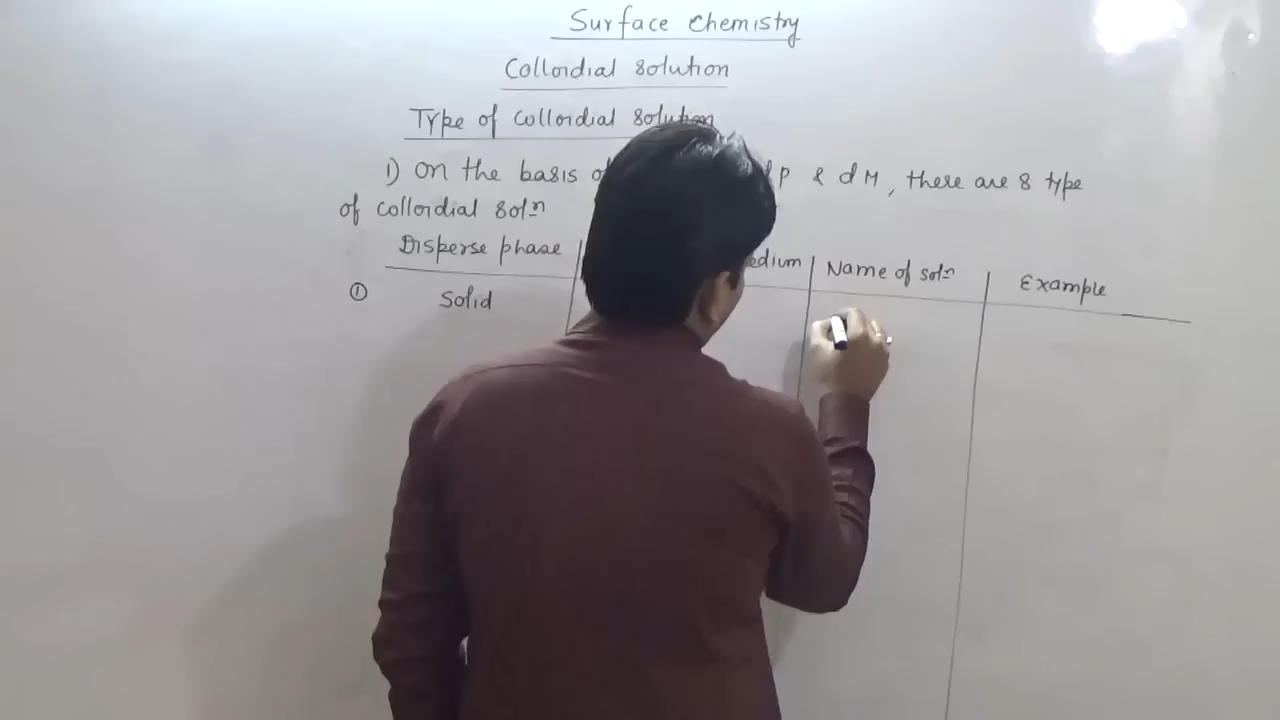 Surface Chemistry
Colloidial solution
Type of Colloidial solution
1) On the basis of P & dM, there are 8 type
of colloidial solⁿ
Disperse phase Name of solⁿ Example
① Solid